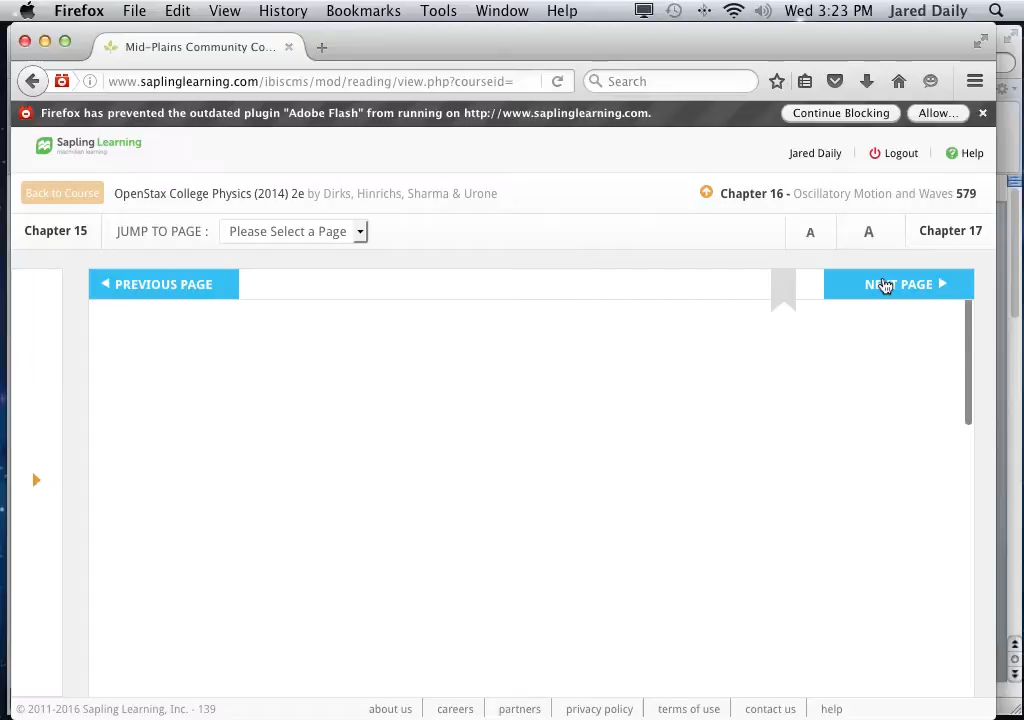 Firefox File Edit View History Bookmarks Tools Window Help Wed 3:23 PM Jared Daily
Mid-Plains Community Co...
www.saplinglearning.com/ibiscms/mod/reading/view.php?courseid= Search
Firefox has prevented the outdated plugin "Adobe Flash" from running on http://www.saplinglearning.com. Continue Blocking Allow...
Sapling Learning
macmillan learning
Jared Daily Logout Help
Back to Course OpenStax College Physics (2014) 2e by Dirks, Hinrichs, Sharma & Urone Chapter 16 - Oscillatory Motion and Waves 579
Chapter 15 JUMP TO PAGE : Please Select a Page A A Chapter 17
PREVIOUS PAGE PAGE
© 2011-2016 Sapling Learning, Inc. - 139 about us careers partners privacy policy terms of use contact us help